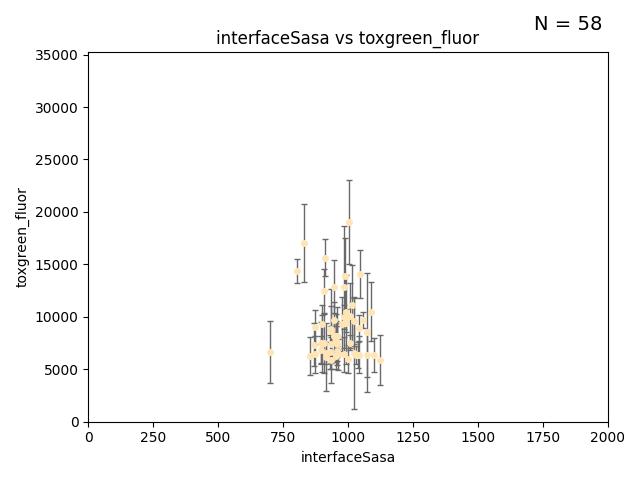 N = 58
interfaceSasa vs toxgreen_fluor
35000
30000
25000
20000
15000
10000
5000
0
toxgreen_fluor
0 250 500 750 1000 1250 1500 1750 2000
interfaceSasa